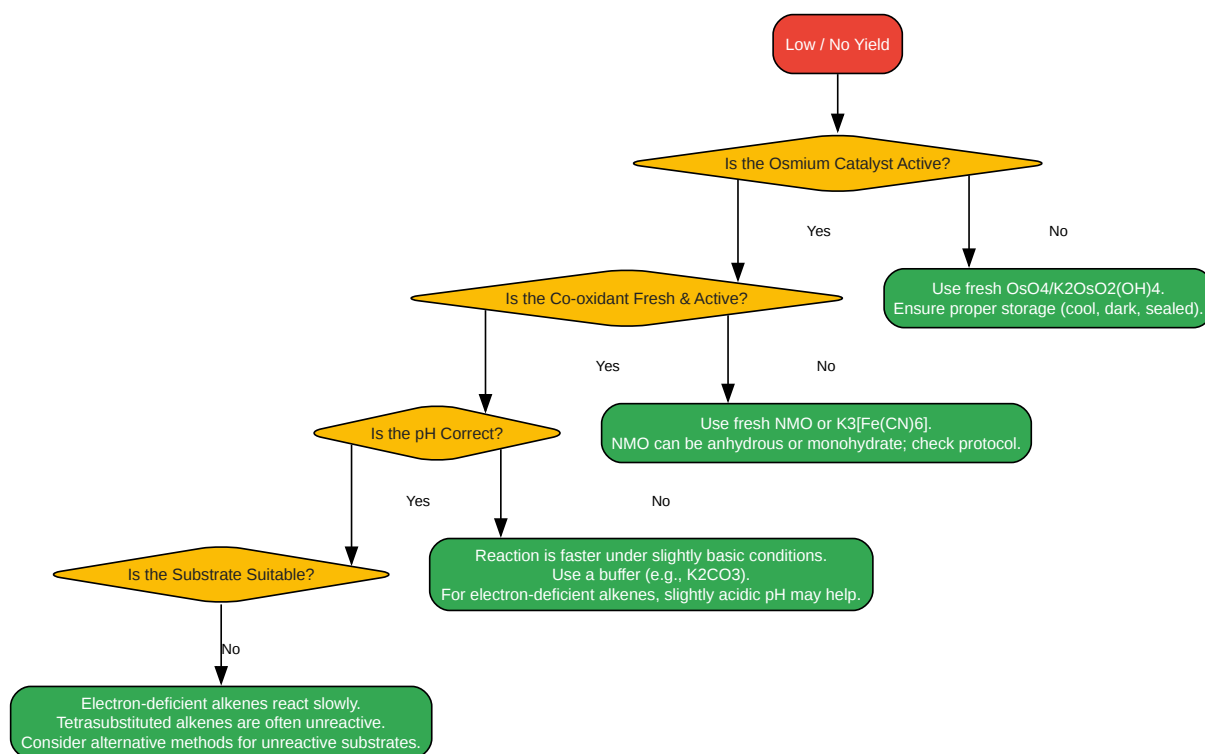 Low / No Yield
Is the Osmium Catalyst Active?
Yes
No
Use fresh OsO4/K2OsO2(OH)4.
Ensure proper storage (cool, dark, sealed).
Is the Co-oxidant Fresh & Active?
Yes
No
Use fresh NMO or K3[Fe(CN)6].
NMO can be anhydrous or monohydrate; check protocol.
Is the pH Correct?
Yes
No
Reaction is faster under slightly basic conditions.
Use a buffer (e.g., K2CO3).
For electron-deficient alkenes, slightly acidic pH may help.
Is the Substrate Suitable?
No
Electron-deficient alkenes react slowly.
Tetrasubstituted alkenes are often unreactive.
Consider alternative methods for unreactive substrates.